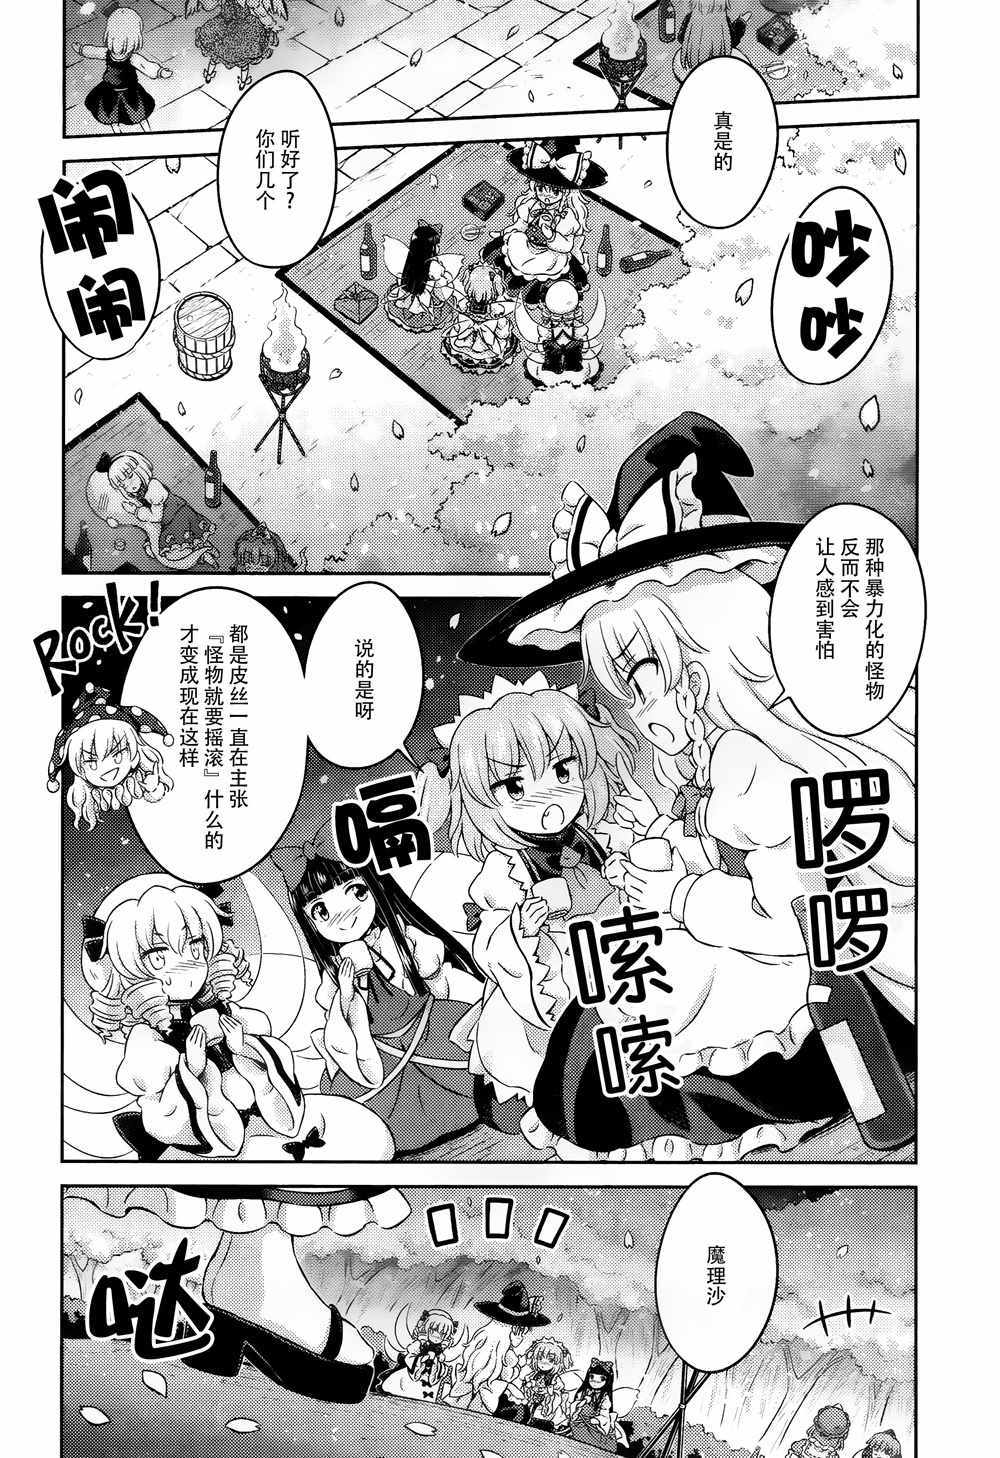 真是的
听好了？
你们几个
吵
吵
闹
闹
那种暴力化的怪物
反而不会
让人感到害怕
说的是呀
都是皮丝一直在主张
『怪物就要摇滚』什么的
才变成现在这样
ROCK!
啰
啰
嗦
嗦
嗝
魔理沙
哒